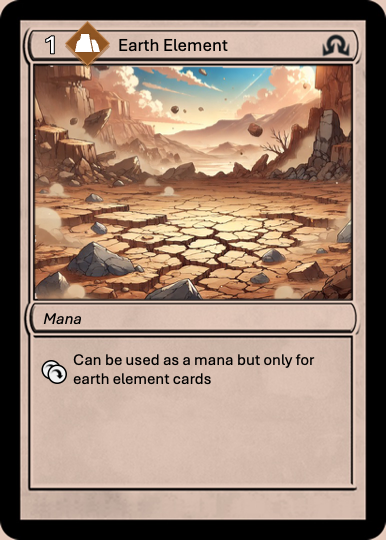 1 Earth Element
Mana
Can be used as a mana but only for
earth element cards